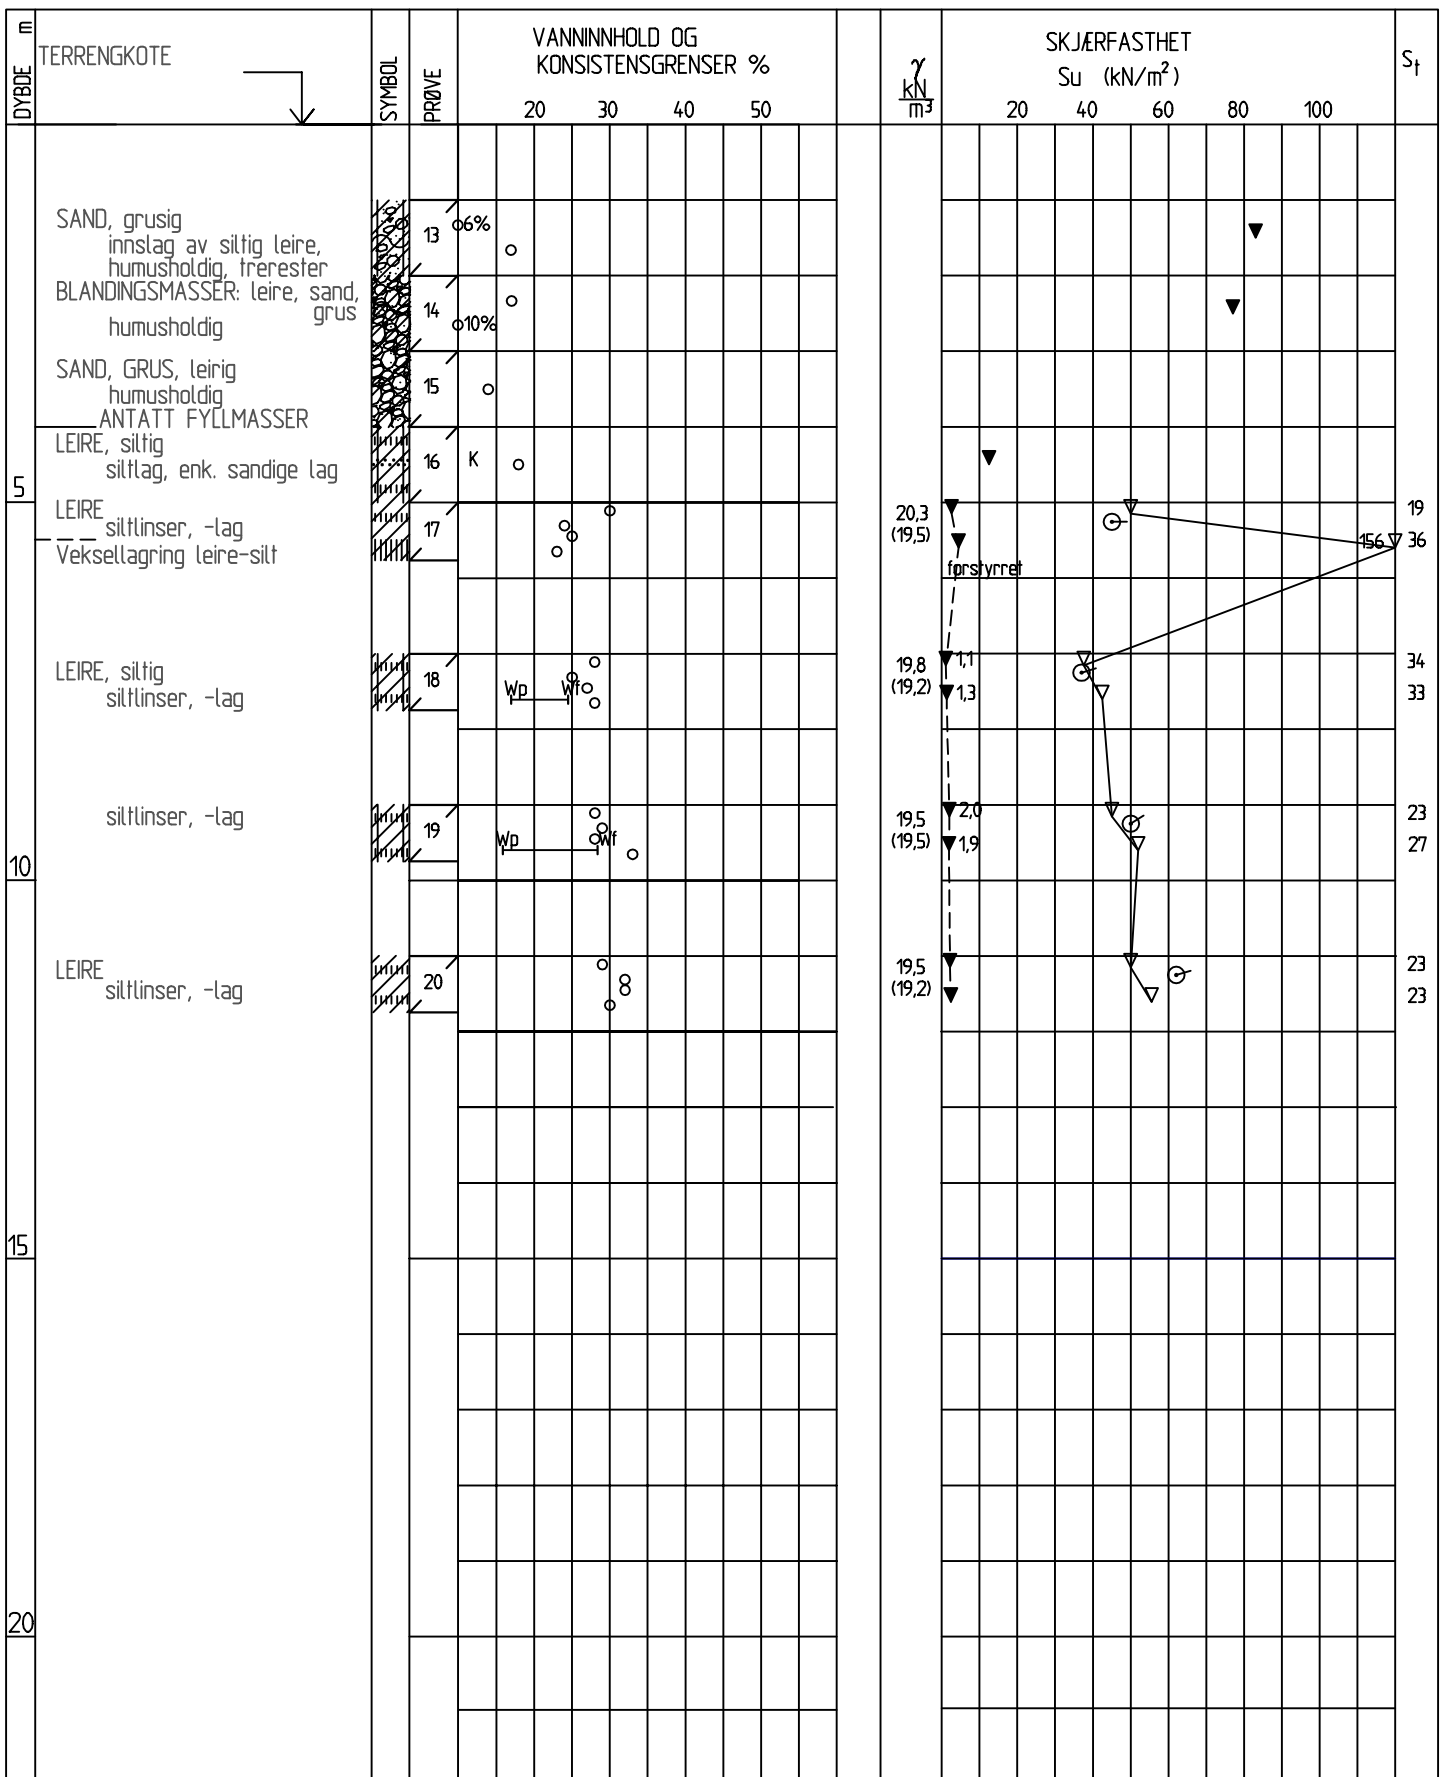 DYBDE m
TERRENGKOTE
SYMBOL
PRØVE
VANNINNHOLD OG
KONSISTENSGRENSER %
20 30 40 50
γ
kN
m³
SKJÆRFASTHET
Su (kN/m²)
20 40 60 80 100
St
SAND, grusig
innslag av siltig leire,
humusholdig, trerester
13
6%
BLANDINGSMASSER: leire, sand,
grus
humusholdig
14
10%
SAND, GRUS, leirig
humusholdig
15
ANTATT FYLLMASSER
LEIRE, siltig
siltlag, enk. sandige lag
16
K
5
LEIRE
siltlinser, -lag
Veksellagring leire-silt
17
20,3
(19,5)
forstyrret
156
19
36
LEIRE, siltig
siltlinser, -lag
18
Wp Wf
19,8
(19,2)
1,1
1,3
34
33
siltlinser, -lag
19
Wp Wf
19,5
(19,5)
2,0
1,9
23
27
10
LEIRE
siltlinser, -lag
20
19,5
(19,2)
23
23
15
20